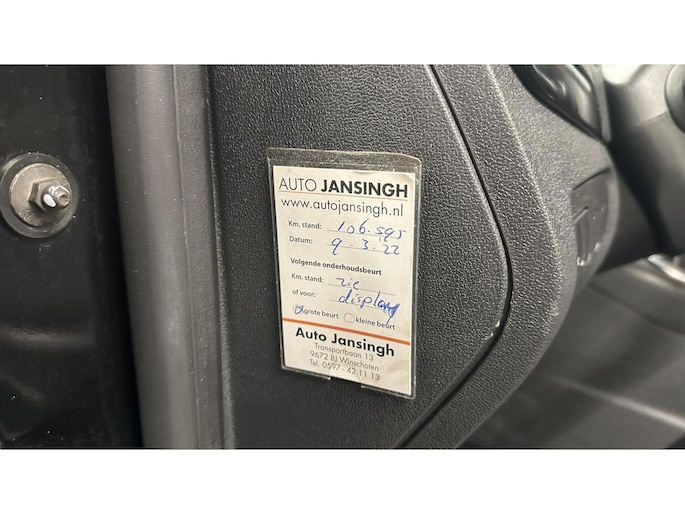 AUTO JANSINGH
www.autojansingh.nl
Km. stand: 106.595
Datum: 9.3.22
Volgende onderhoudsbeurt
Km. stand: zie
of voor: display
grote beurt kleine beurt
Auto Jansingh
Transportbaan 13
9672 BJ Winschoten
Tel. 0597 - 42 11 13